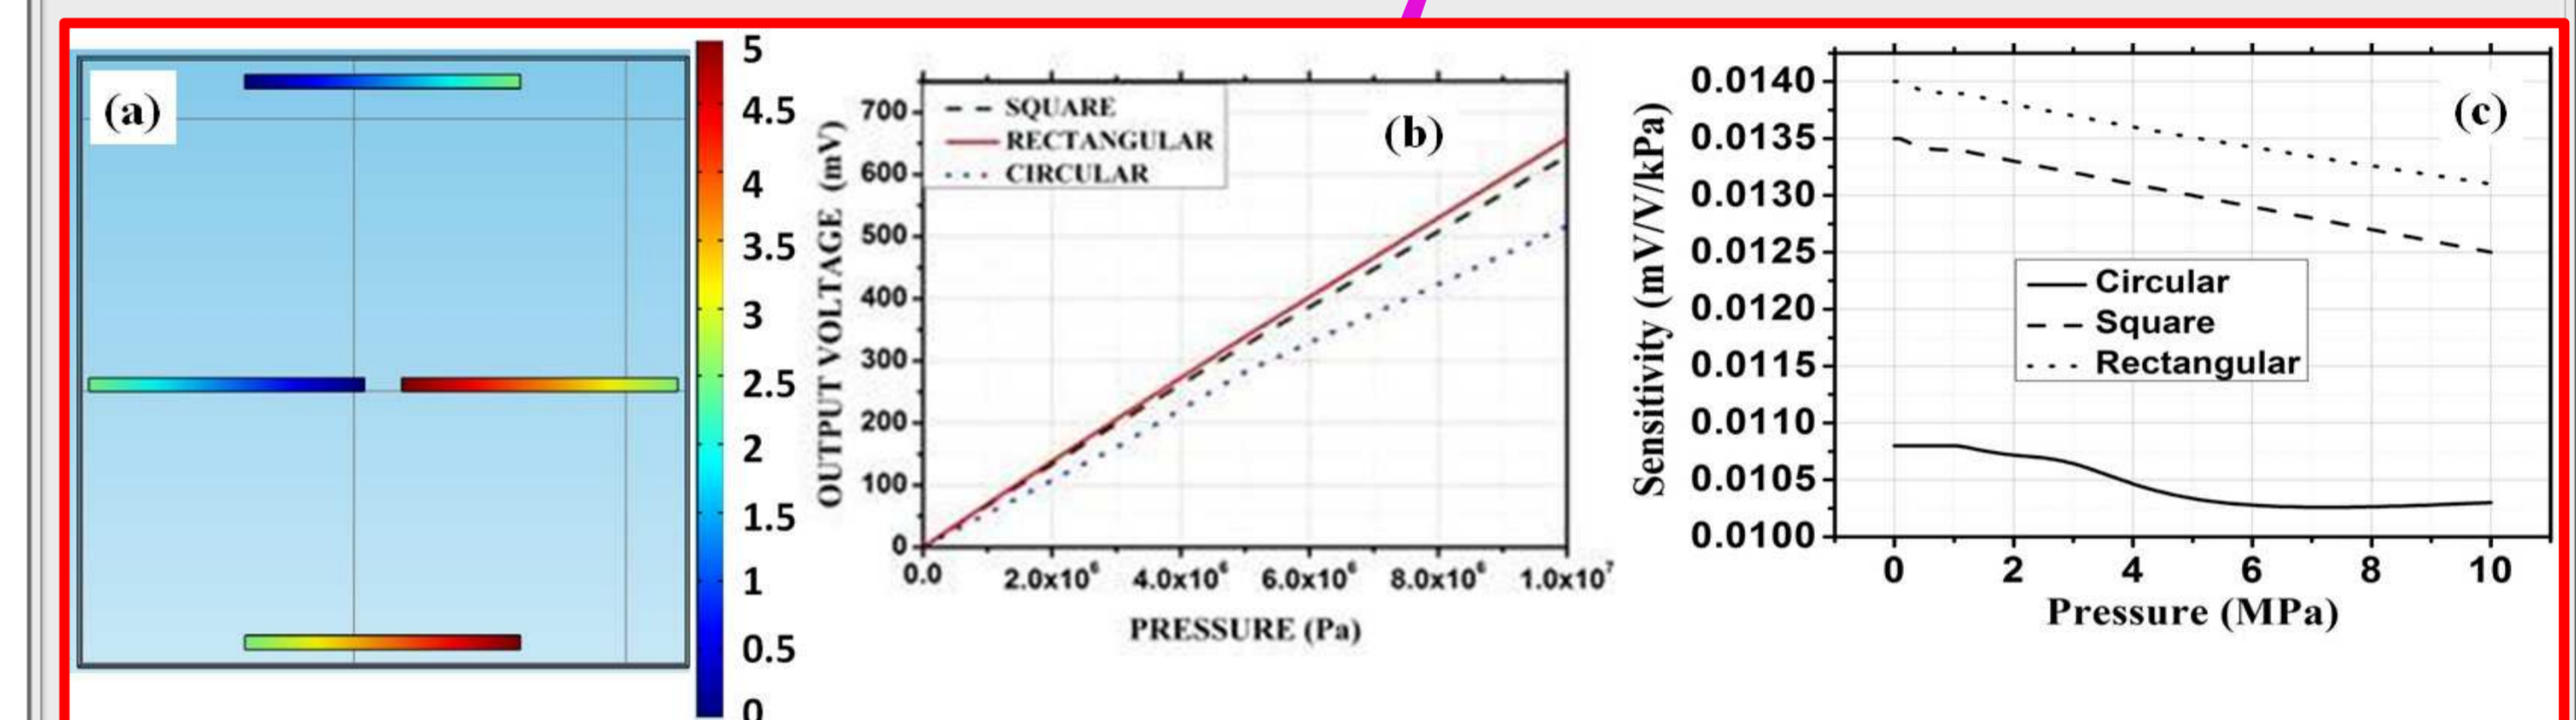 (a)
5
4.5
4
3.5
3
2.5
2
1.5
1
0.5
0
OUTPUT VOLTAGE (mV)
700
600
500
400
300
200
100
0
SQUARE
RECTANGULAR
CIRCULAR
(b)
0.0 2.0x10⁶ 4.0x10⁶ 6.0x10⁶ 8.0x10⁶ 1.0x10⁷
PRESSURE (Pa)
Sensitivity (mV/V/kPa)
0.0140
0.0135
0.0130
0.0125
0.0120
0.0115
0.0110
0.0105
0.0100
(c)
Circular
Square
Rectangular
0 2 4 6 8 10
Pressure (MPa)